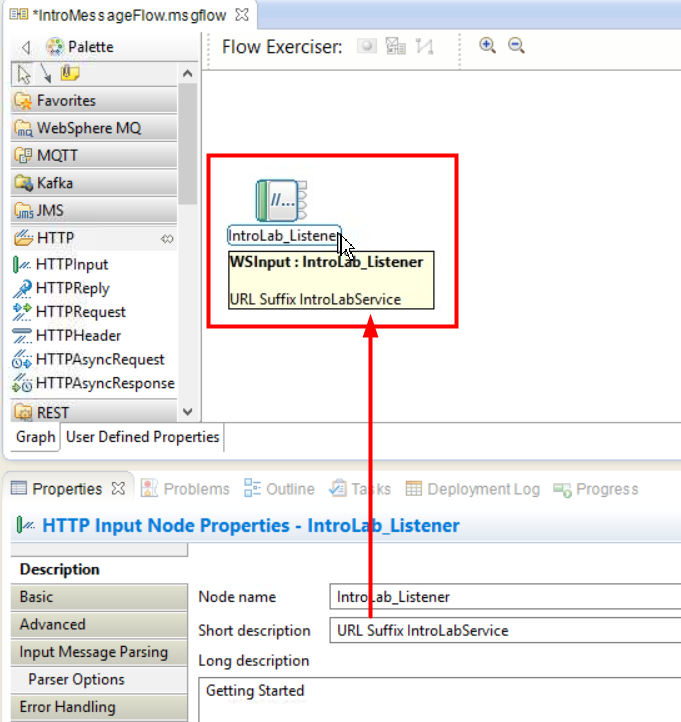 *IntroMessageFlow.msgflow
Palette
Flow Exerciser:
Favorites
WebSphere MQ
MQTT
Kafka
JMS
HTTP
HTTPInput
HTTPReply
HTTPRequest
HTTPHeader
HTTPAsyncRequest
HTTPAsyncResponse
REST
IntroLab_Listener
WSInput : IntroLab_Listener
URL Suffix IntroLabService
Graph
User Defined Properties
Properties
Problems
Outline
Tasks
Deployment Log
Progress
HTTP Input Node Properties - IntroLab_Listener
Description
Basic
Advanced
Input Message Parsing
Parser Options
Error Handling
Node name
IntroLab_Listener
Short description
URL Suffix IntroLabService
Long description
Getting Started